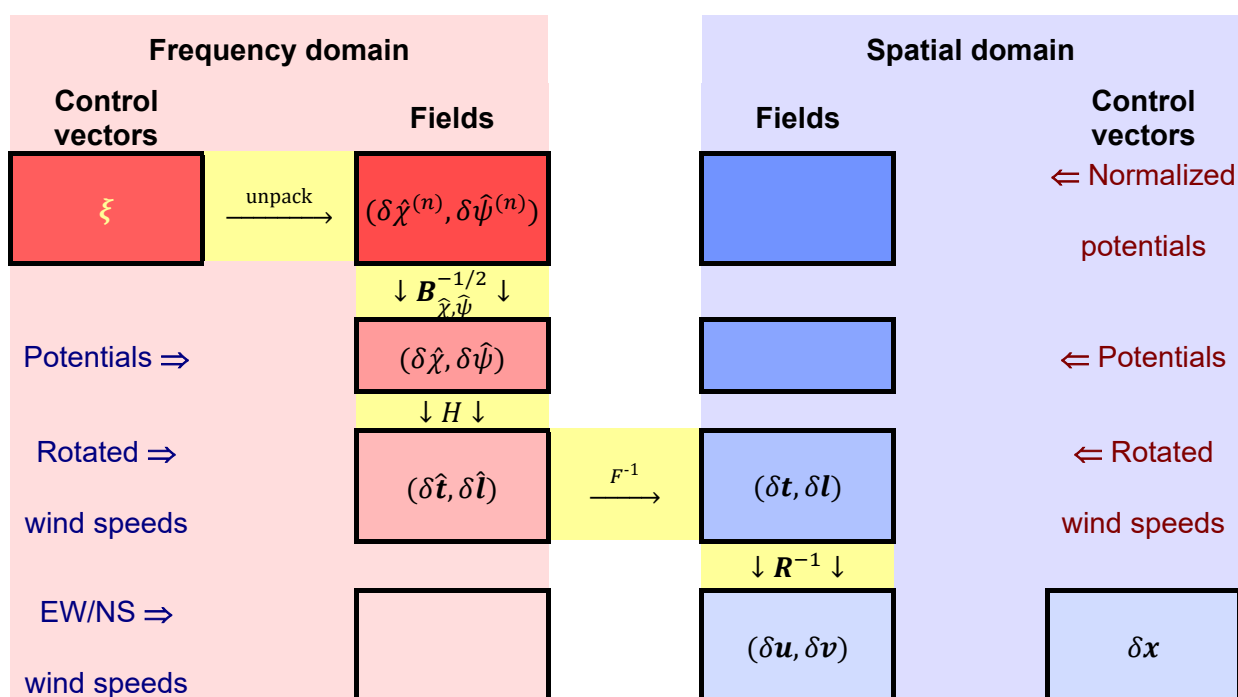 Frequency domain
Spatial domain
Control
vectors
Fields
Fields
Control
vectors
ξ
unpack
⟶
(δχ̂⁽ⁿ⁾, δψ̂⁽ⁿ⁾)
⇐ Normalized
potentials
↓ B_{χ̂,ψ̂}^{−1/2} ↓
Potentials ⇒
(δχ̂, δψ̂)
⇐ Potentials
↓ H ↓
Rotated ⇒
wind speeds
(δt̂, δl̂)
F⁻¹
⟶
(δt, δl)
⇐ Rotated
wind speeds
↓ R⁻¹ ↓
EW/NS ⇒
wind speeds
(δu, δv)
δx